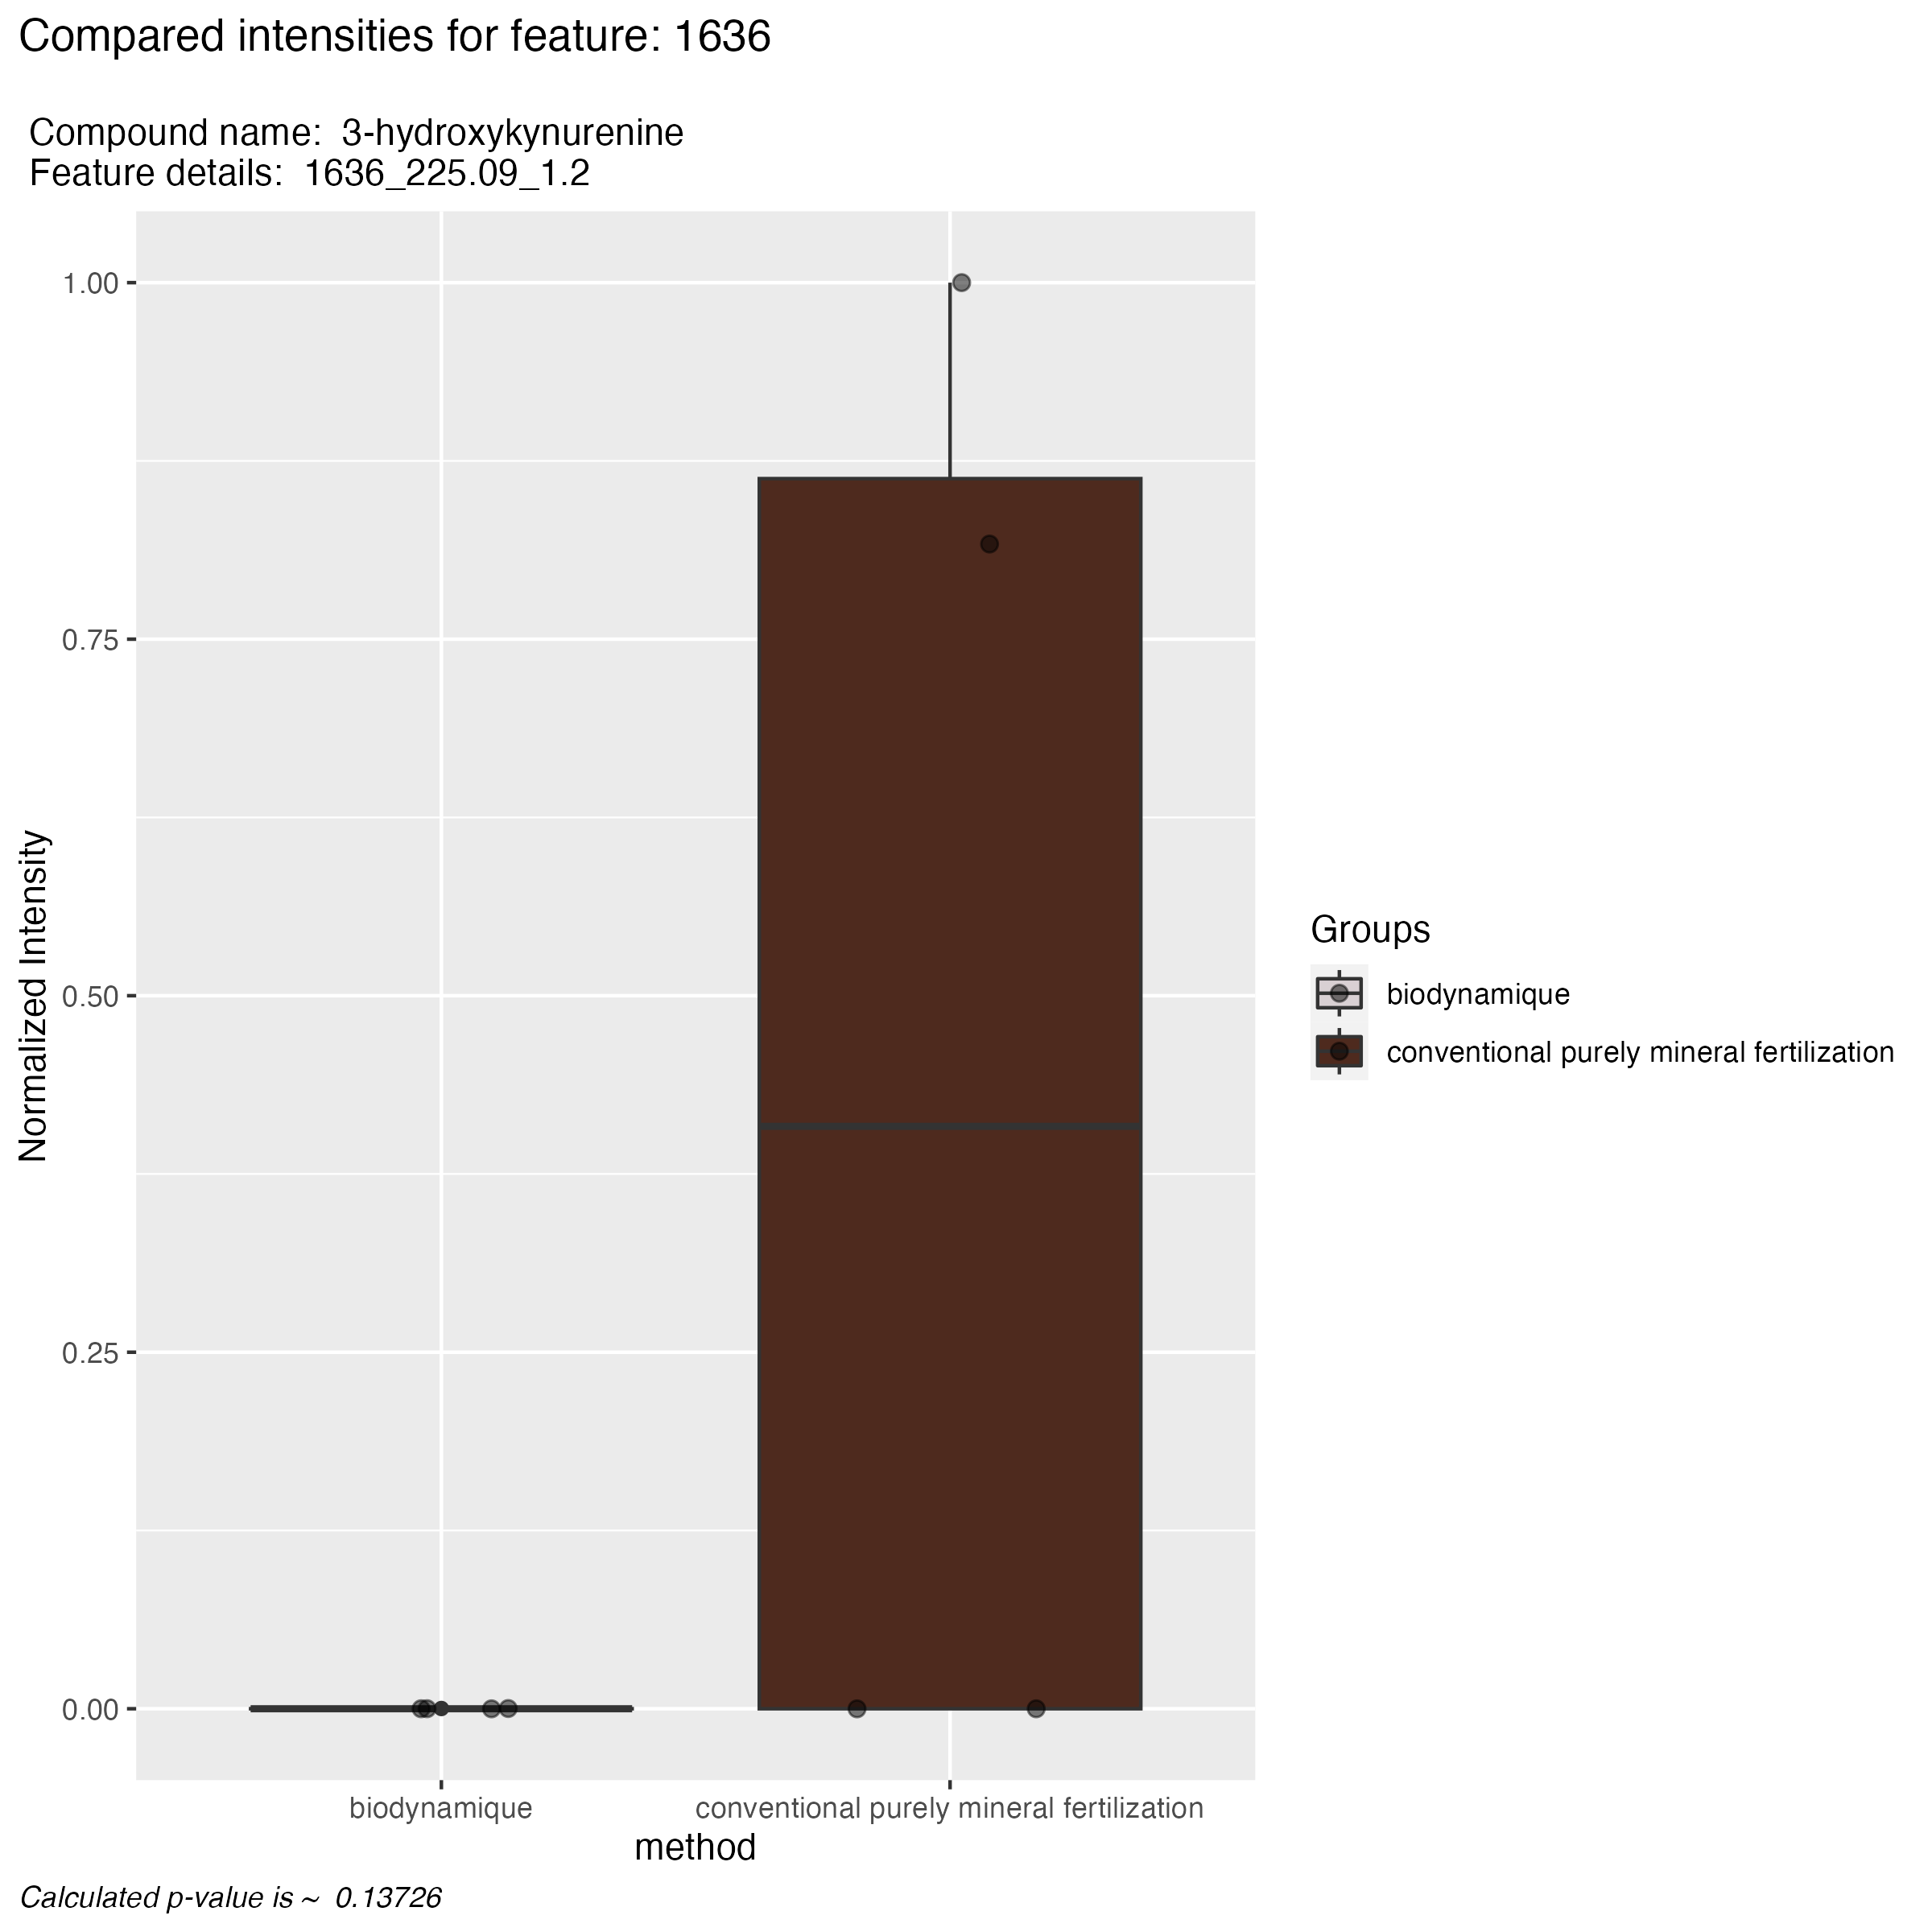 Compared intensities for feature: 1636
Compound name:  3-hydroxykynurenine
Feature details:  1636_225.09_1.2
1.00
0.75
0.50
0.25
0.00
Normalized Intensity
biodynamique
conventional purely mineral fertilization
method
Groups
biodynamique
conventional purely mineral fertilization
Calculated p-value is ~  0.13726